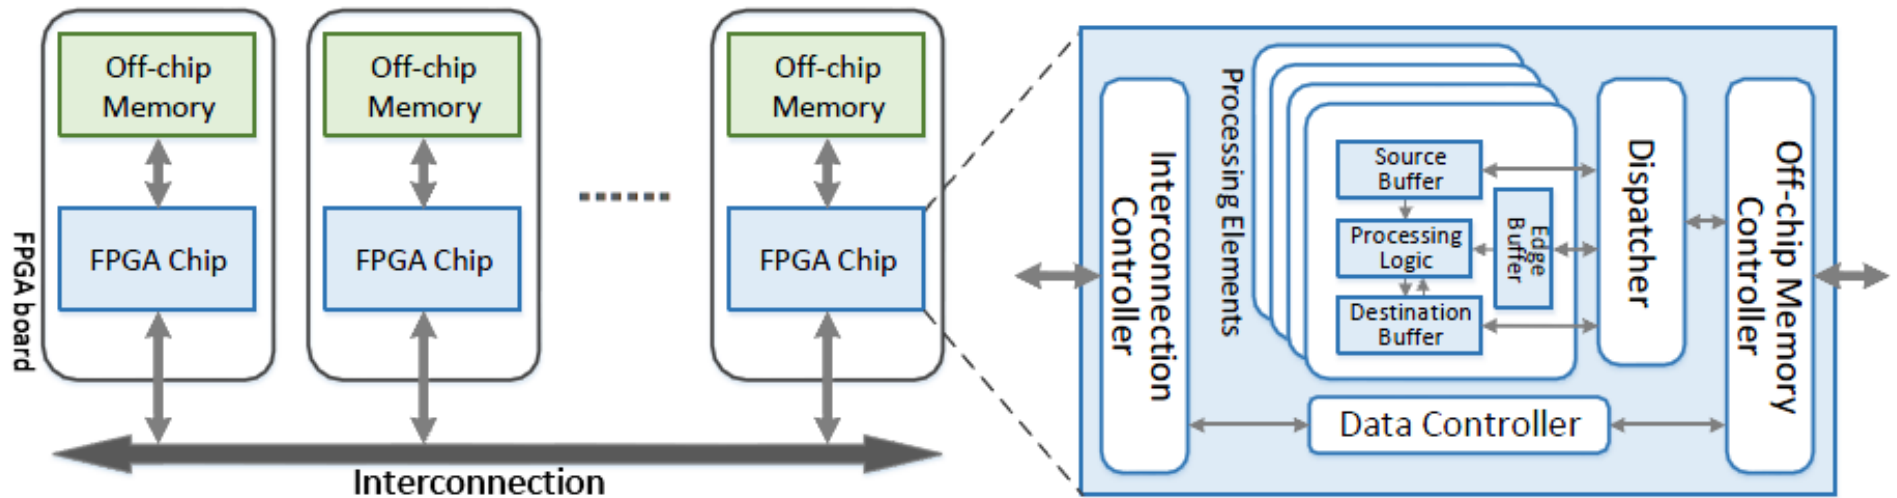 Off-chip
Memory
FPGA Chip
FPGA board
Off-chip
Memory
FPGA Chip
Off-chip
Memory
FPGA Chip
Interconnection
Interconnection
Controller
Processing Elements
Source
Buffer
Processing
Logic
Edge
Buffer
Destination
Buffer
Dispatcher
Off-chip Memory
Controller
Data Controller